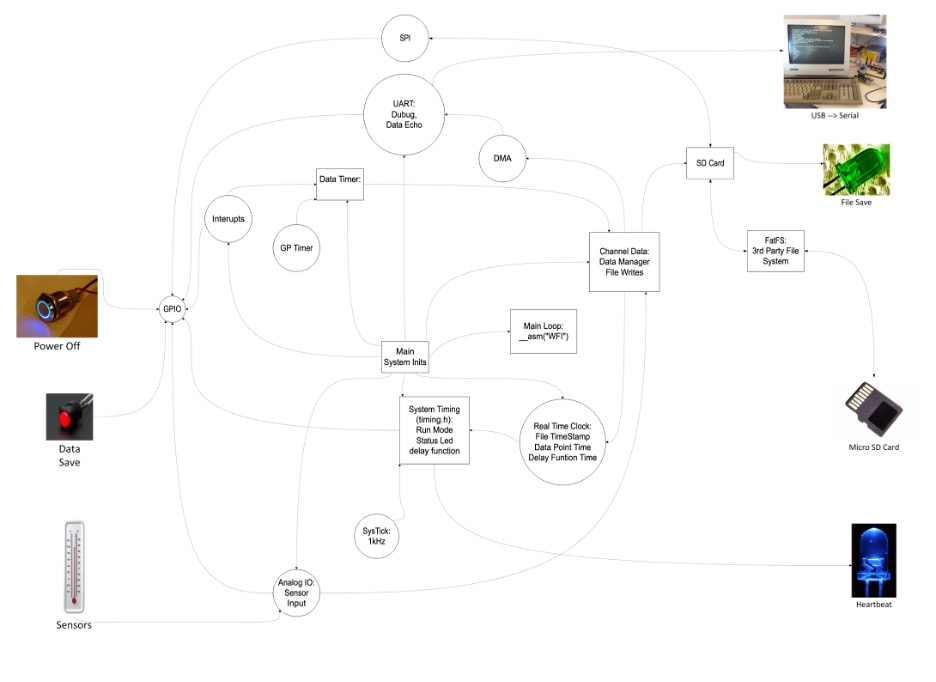 SPI
UART:
Dubug,
Data Echo
USB --> Serial
DMA
SD Card
Data Timer:
File Save
Interupts
GP Timer
Channel Data:
Data Manager
File Writes
FatFS:
3rd Party File
System
GPIO
Power Off
Main Loop:
__asm("WFI")
Main
System Inits
System Timing
(timing.h):
Run Mode
Status Led
delay function
Real Time Clock:
File TimeStamp
Data Point Time
Delay Funtion Time
Data
Save
Micro SD Card
SysTick:
1kHz
Analog IO:
Sensor
Input
Heartbeat
Sensors